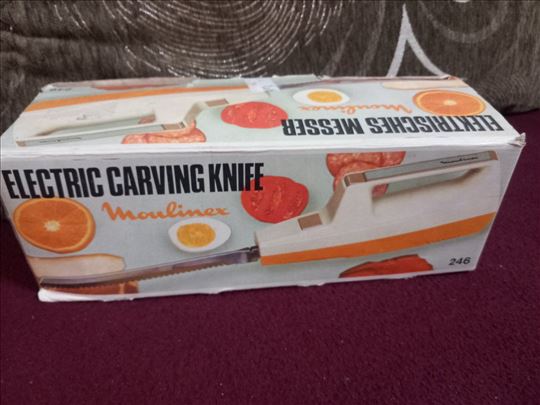 Moulinex
ELEKTRISCHES MESSER
ELECTRIC CARVING KNIFE
Moulinex
246